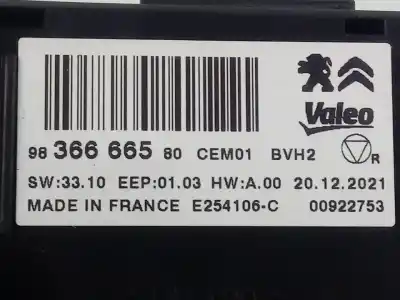 Valeo
98 366 665 80 CEM01 BVH2 R
SW:33.10 EEP:01.03 HW:A.00 20.12.2021
MADE IN FRANCE E254106-C 00922753